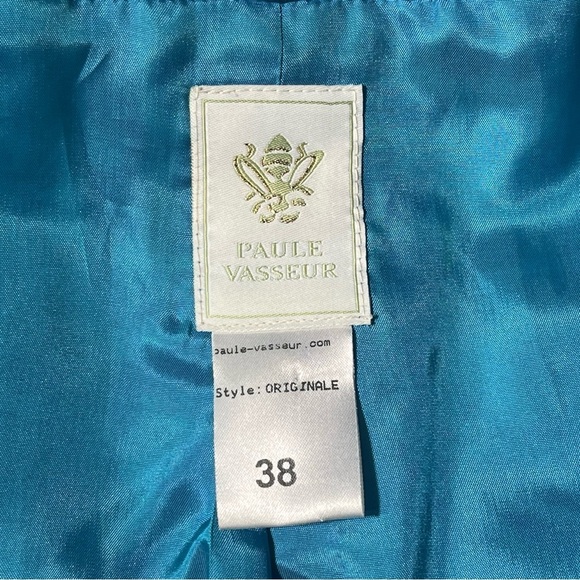 PAULE
VASSEUR
paule-vasseur.com
Style: ORIGINALE
38